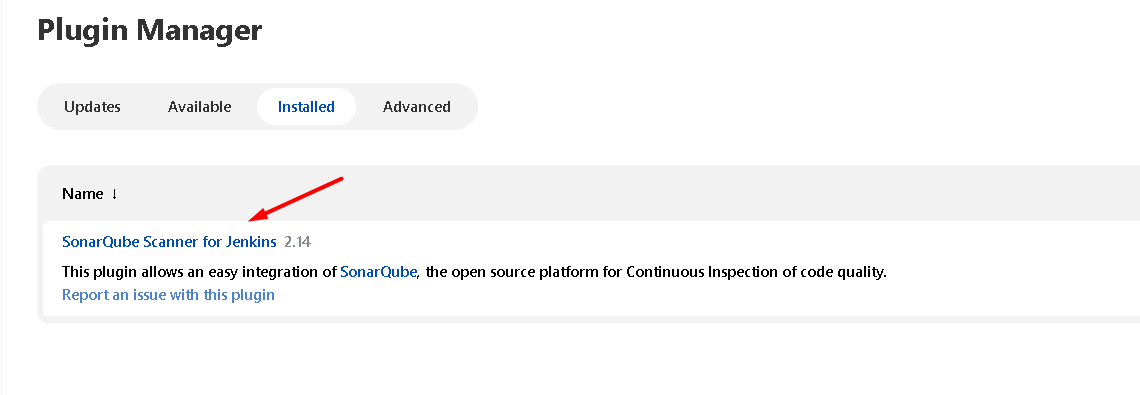 Plugin Manager
Updates Available Installed Advanced
Name ↓
SonarQube Scanner for Jenkins 2.14
This plugin allows an easy integration of SonarQube, the open source platform for Continuous Inspection of code quality.
Report an issue with this plugin